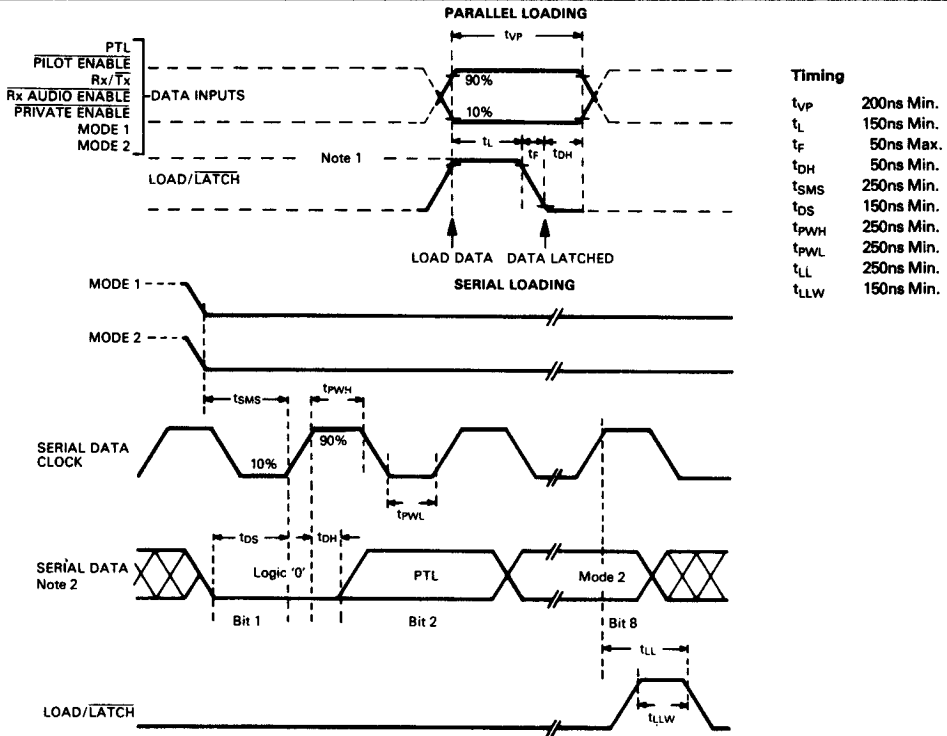 PARALLEL LOADING
tVP
PTL
PILOT ENABLE
Rx/Tx
Rx AUDIO ENABLE
PRIVATE ENABLE
MODE 1
MODE 2
DATA INPUTS
90%
10%
tL
tF
tDH
Note 1
LOAD/LATCH
LOAD DATA
DATA LATCHED
Timing
tVP 200ns Min.
tL 150ns Min.
tF 50ns Max.
tDH 50ns Min.
tSMS 250ns Min.
tDS 150ns Min.
tPWH 250ns Min.
tPWL 250ns Min.
tLL 250ns Min.
tLLW 150ns Min.
SERIAL LOADING
MODE 1
MODE 2
tSMS
tPWH
SERIAL DATA
CLOCK
10%
90%
tPWL
tDS
tDH
SERIAL DATA
Note 2
Logic '0'
PTL
Mode 2
Bit 1
Bit 2
Bit 8
tLL
LOAD/LATCH
tLLW